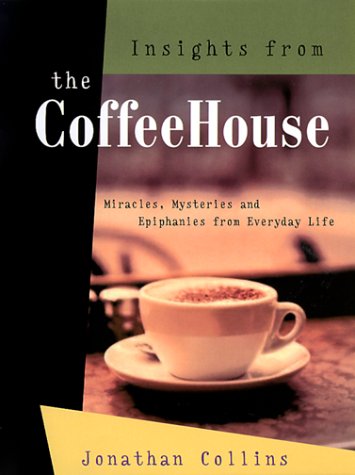 Insights from
the
CoffeeHouse
Miracles, Mysteries and
Epiphanies from Everyday Life
Jonathan Collins